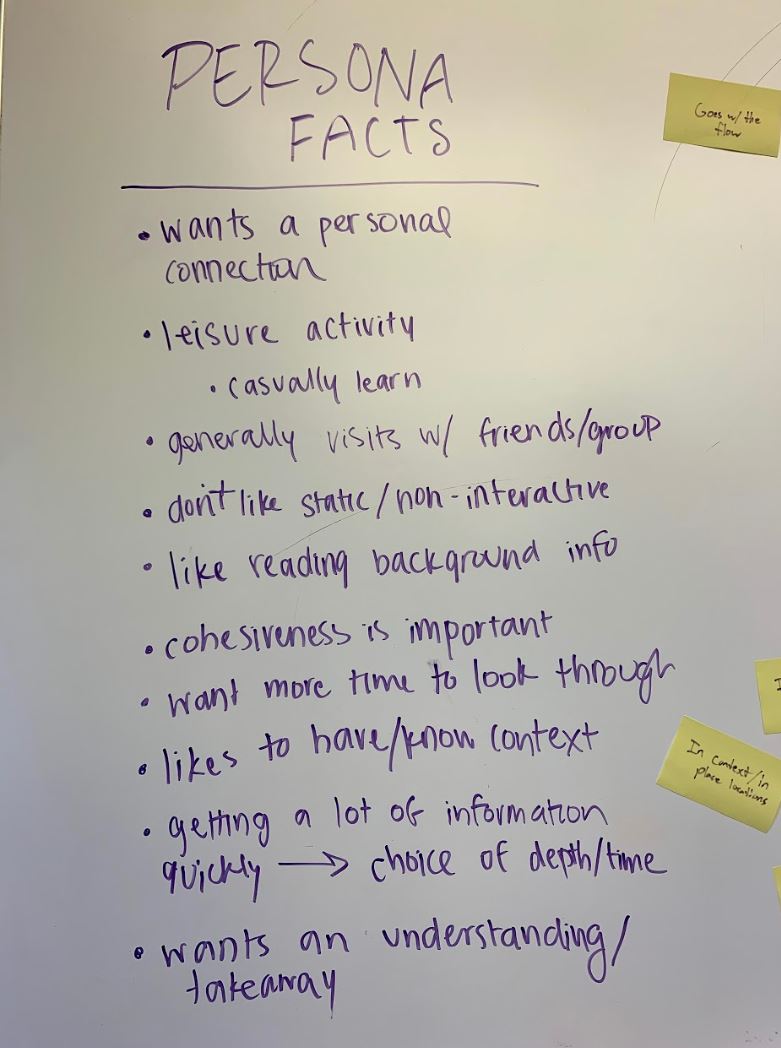 PERSONA
FACTS
Goes w/ the
flow
• wants a personal
connection
• leisure activity
• casually learn
• generally visits w/ friends/group
• don't like static/non-interactive
• like reading background info
• cohesiveness is important
• want more time to look through
• likes to have/know context
In context/in
place locations
• getting a lot of information
quickly → choice of depth/time
• wants an understanding/
takeaway